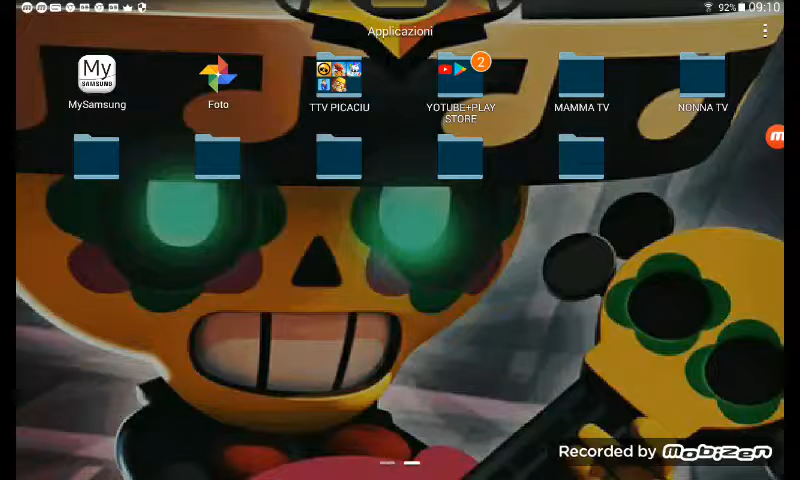 92% 09:10
Applicazioni
My
SAMSUNG
2
MySamsung
Foto
TTV PICACIU
YOTUBE+PLAY
STORE
MAMMA TV
NONNA TV
Recorded by mobizen